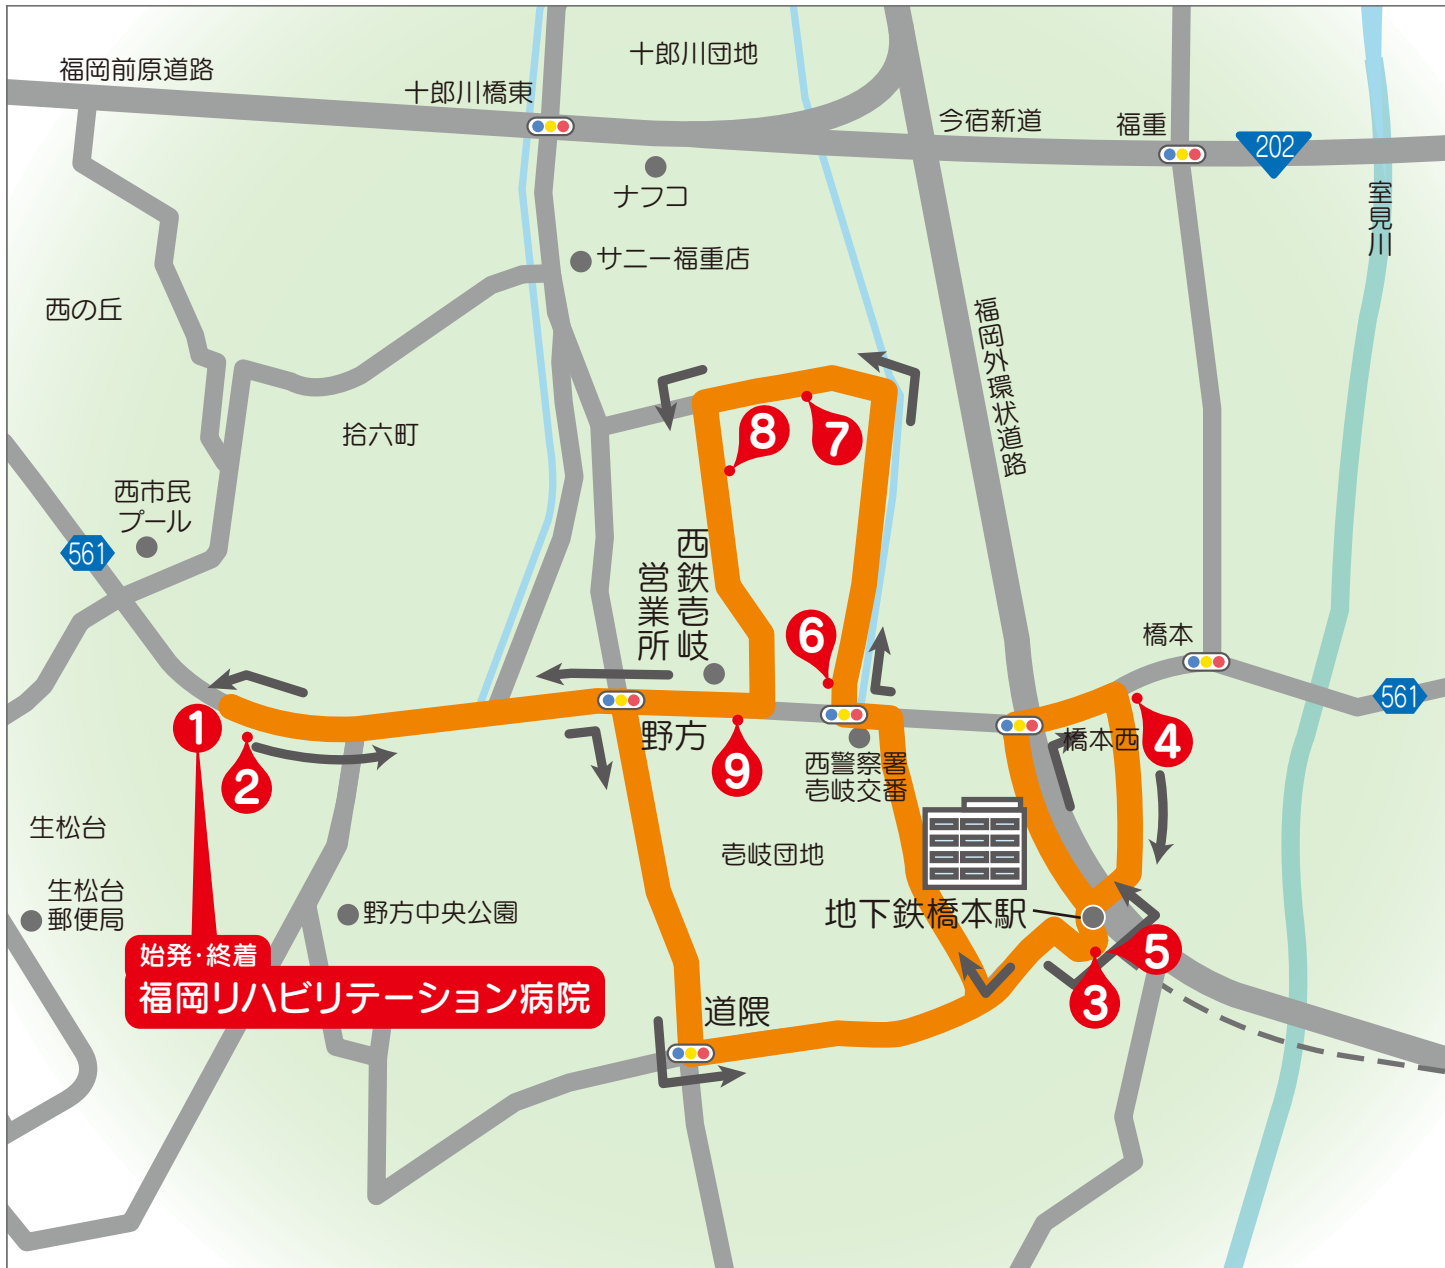 十郎川団地
福岡前原道路
十郎川橋東
今宿新道
福重
202
ナフコ
室見川
サニー福重店
西の丘
福岡外環状道路
拾六町
8
7
西市民
プール
561
西鉄壱岐
営業所
6
橋本
561
1
2
野方
9
橋本西
4
西警察署
壱岐交番
生松台
壱岐団地
生松台
郵便局
野方中央公園
地下鉄橋本駅
5
3
始発・終着
福岡リハビリテーション病院
道隈